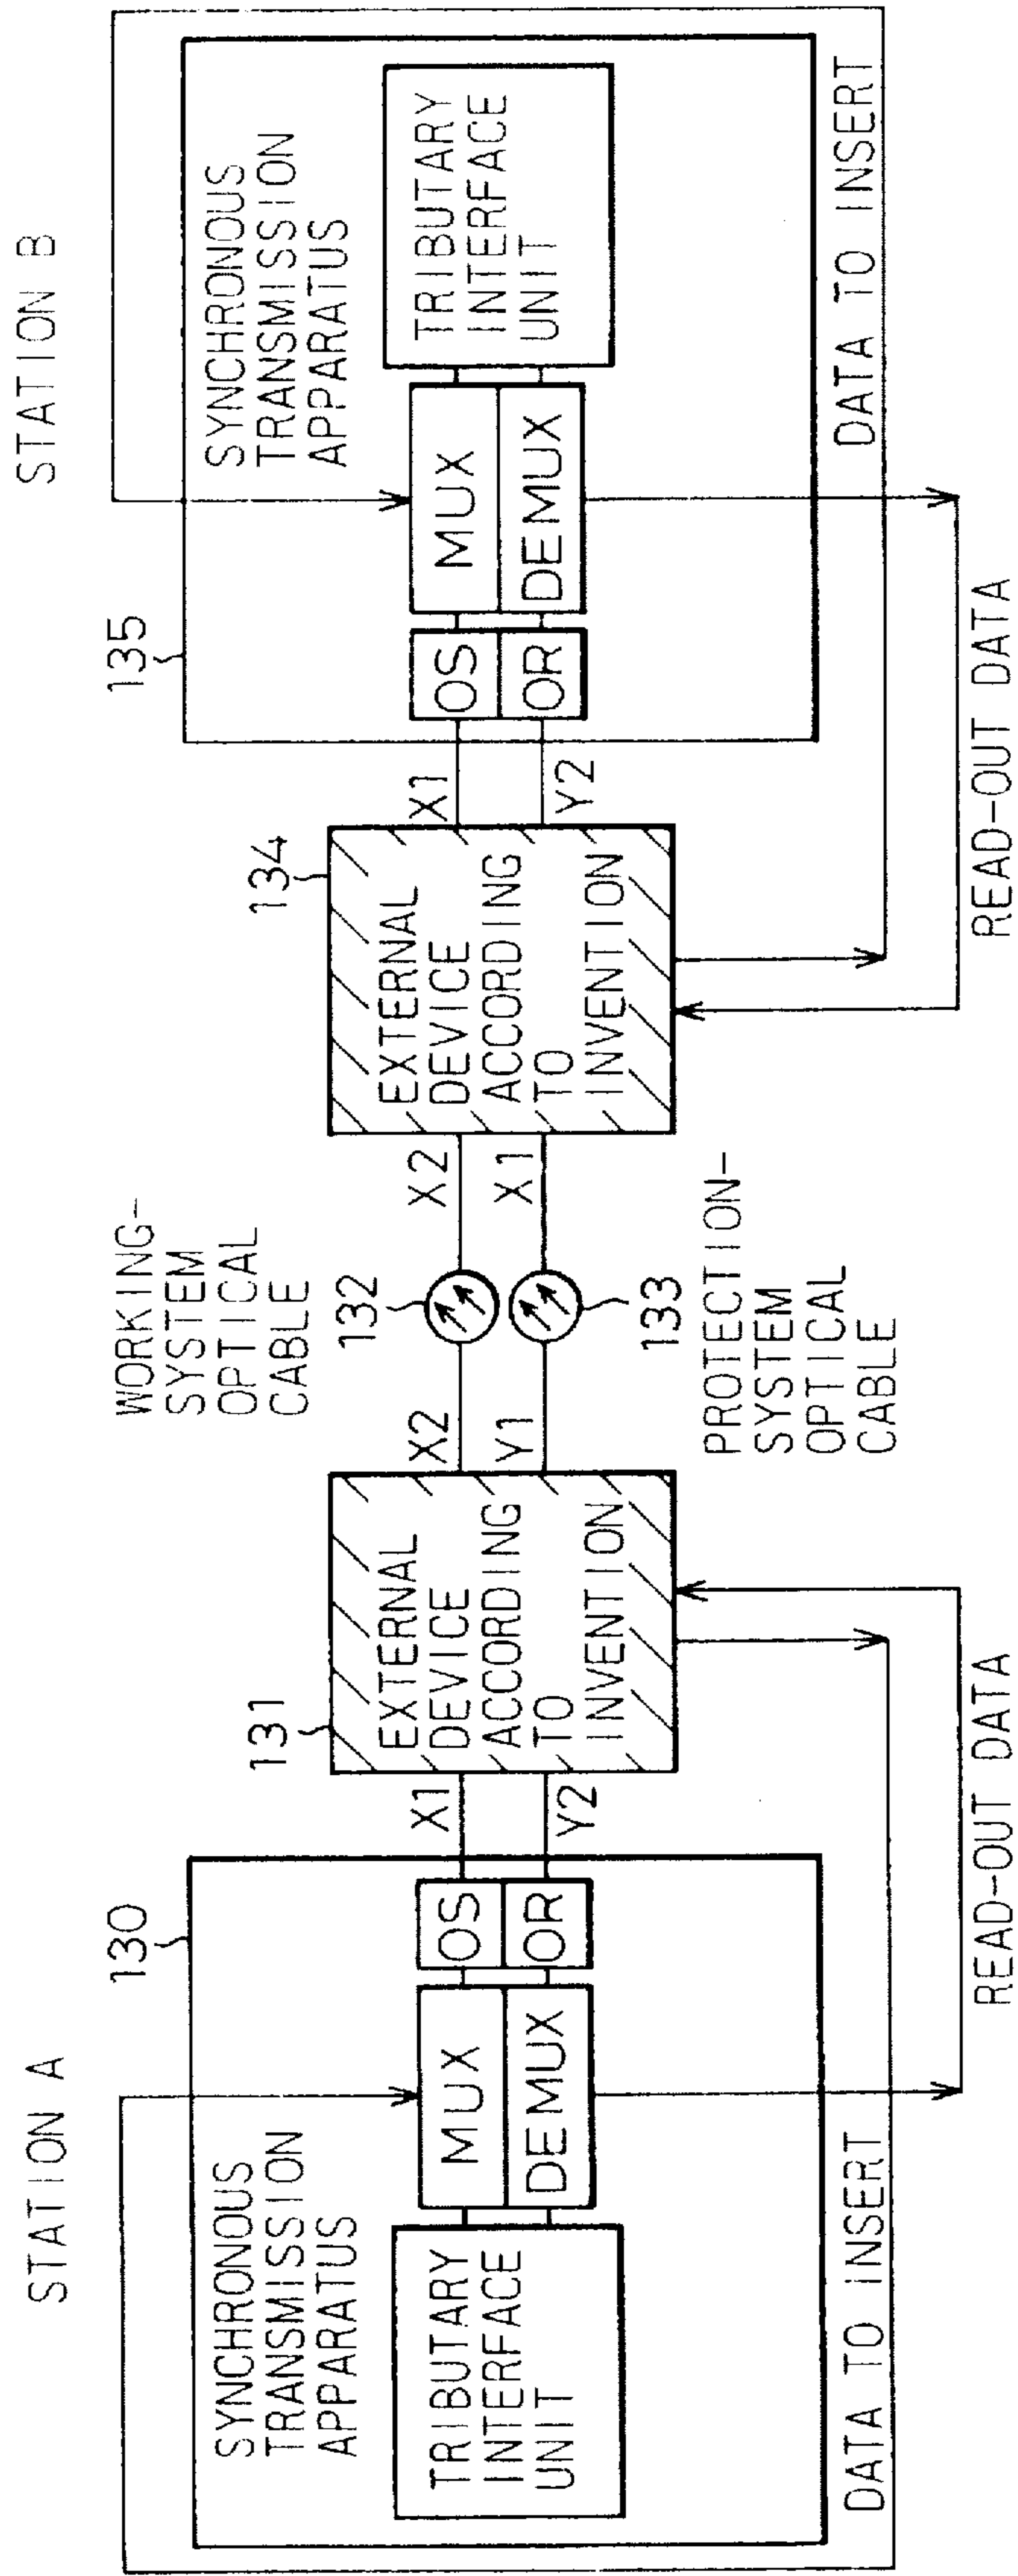 STATION A
130
SYNCHRONOUS
TRANSMISSION
APPARATUS
TRIBUTARY
INTERFACE
UNIT
MUX
DEMUX
OS
OR
X1
Y2
DATA TO INSERT
READ-OUT DATA
131
EXTERNAL
DEVICE
ACCORDING
TO
INVENTION
X2
Y1
WORKING-
SYSTEM
OPTICAL
CABLE
132
133
PROTECTION-
SYSTEM
OPTICAL
CABLE
X2
X1
134
EXTERNAL
DEVICE
ACCORDING
TO
INVENTION
X1
Y2
STATION B
135
SYNCHRONOUS
TRANSMISSION
APPARATUS
OS
OR
MUX
DEMUX
TRIBUTARY
INTERFACE
UNIT
DATA TO INSERT
READ-OUT DATA